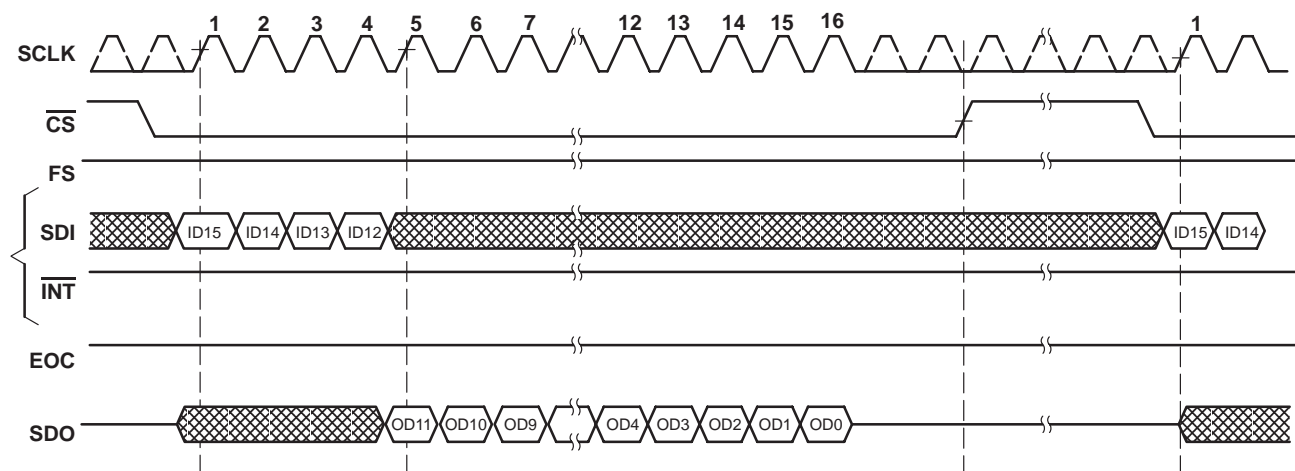 1 2 3 4 5 6 7 12 13 14 15 16 1
SCLK
CS
FS
SDI ID15 ID14 ID13 ID12 ID15 ID14
INT
EOC
SDO OD11 OD10 OD9 OD4 OD3 OD2 OD1 OD0